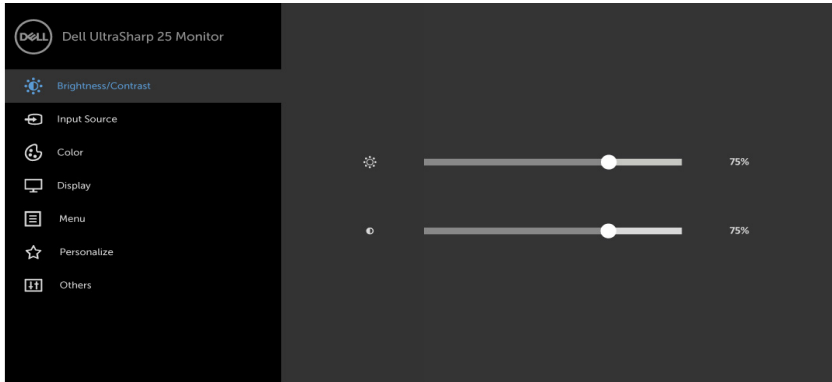 DELL
Dell UltraSharp 25 Monitor
Brightness/Contrast
Input Source
Color
Display
Menu
Personalize
Others
75%
75%